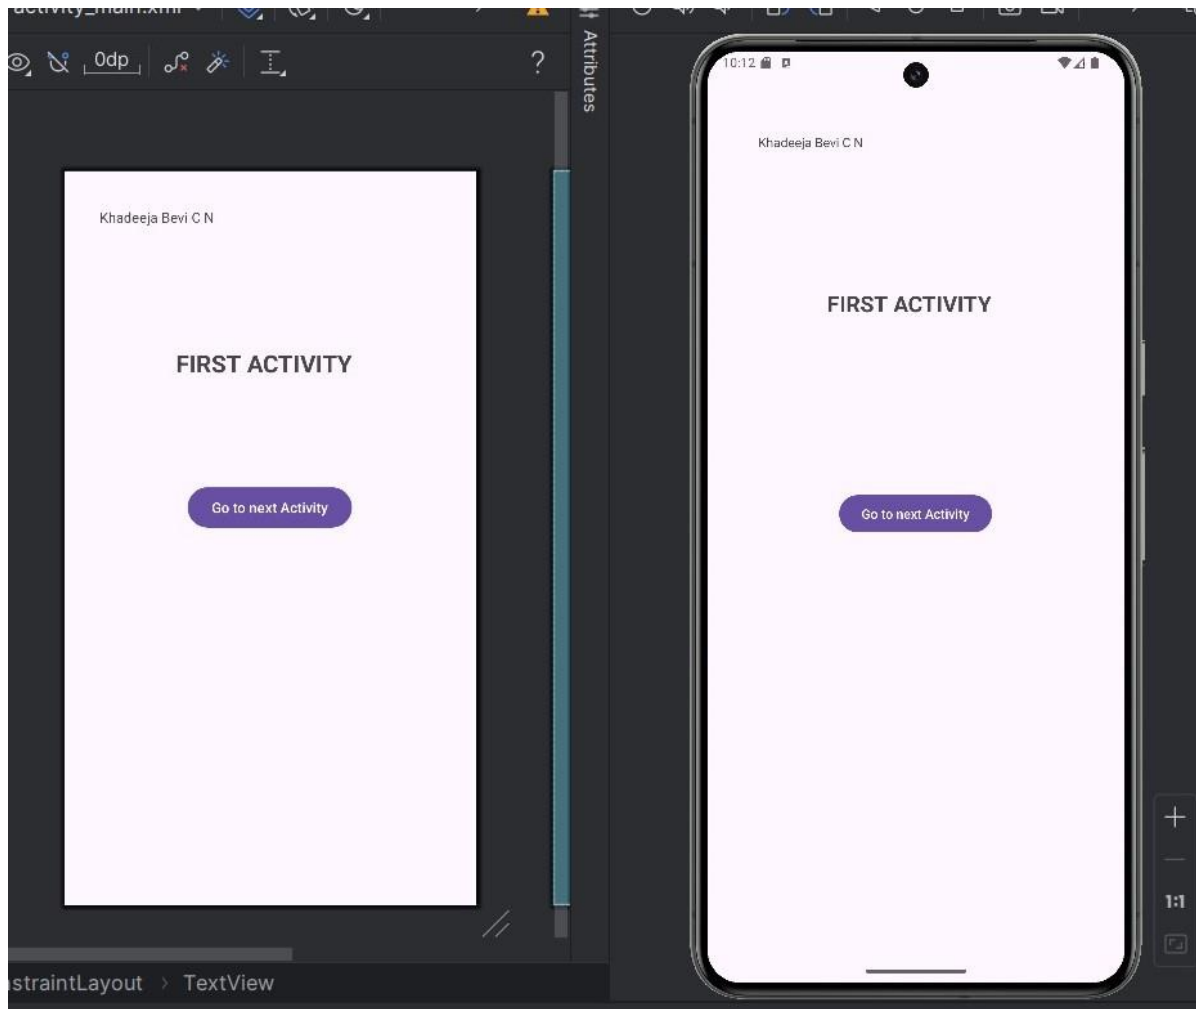 activity_main.xml
0dp
?
Attributes
Khadeeja Bevi C N
FIRST ACTIVITY
Go to next Activity
straintLayout > TextView
10:12
Khadeeja Bevi C N
FIRST ACTIVITY
Go to next Activity
1:1